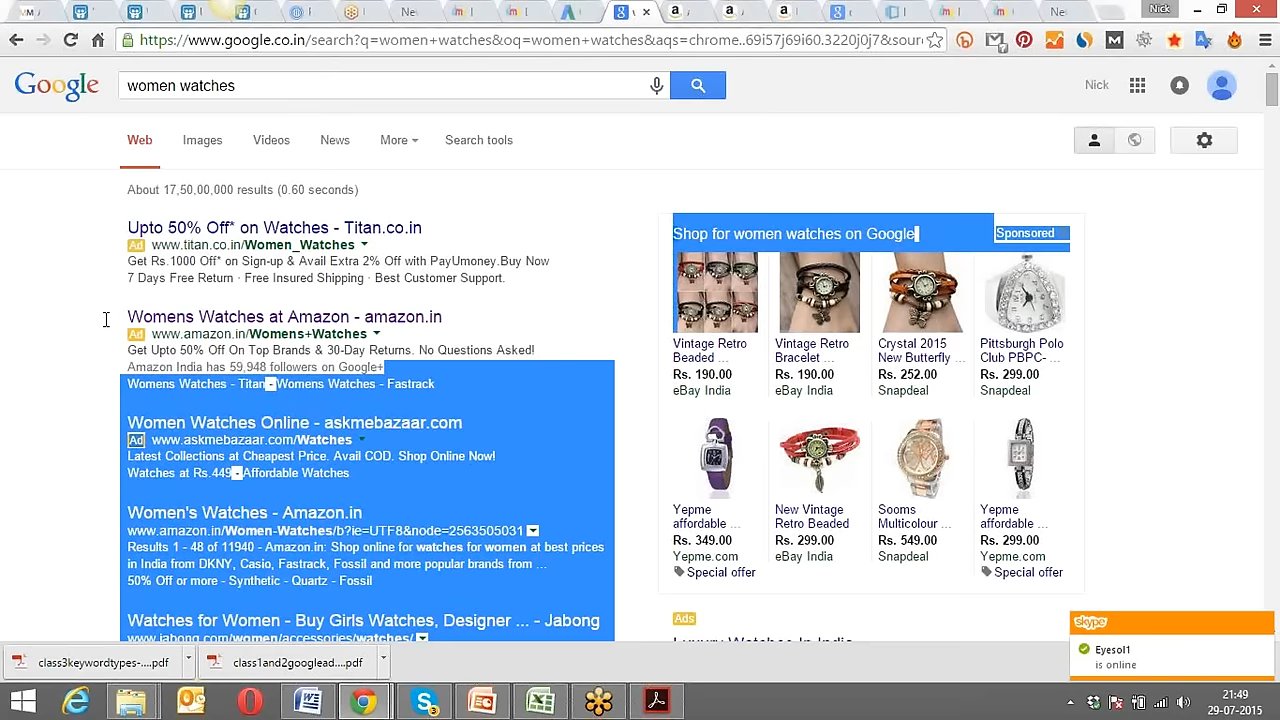 Nick
https://www.google.co.in/search?q=women+watches&oq=women+watches&aqs=chrome..69i57j69i60.3220j0j7&sour
Google
women watches
Nick
Web
Images
Videos
News
More
Search tools
About 17,50,00,000 results (0.60 seconds)
Upto 50% Off* on Watches - Titan.co.in
Ad www.titan.co.in/Women_Watches
Get Rs.1000 Off* on Sign-up & Avail Extra 2% Off with PayUmoney.Buy Now
7 Days Free Return · Free Insured Shipping · Best Customer Support.
Womens Watches at Amazon - amazon.in
Ad www.amazon.in/Womens+Watches
Get Upto 50% Off On Top Brands & 30-Day Returns. No Questions Asked!
Amazon India has 59,948 followers on Google+
Womens Watches - Titan - Womens Watches - Fastrack
Women Watches Online - askmebazaar.com
Ad www.askmebazaar.com/Watches
Latest Collections at Cheapest Price. Avail COD. Shop Online Now!
Watches at Rs.449 - Affordable Watches
Women's Watches - Amazon.in
www.amazon.in/Women-Watches/b?ie=UTF8&node=2563505031
Results 1 - 48 of 11940 - Amazon.in: Shop online for watches for women at best prices
in India from DKNY, Casio, Fastrack, Fossil and more popular brands from ...
50% Off or more - Synthetic - Quartz - Fossil
Watches for Women - Buy Girls Watches, Designer ... - Jabong
www.jabong.com/women/accessories/watches/
Shop for women watches on Google
Sponsored
Vintage Retro
Beaded ...
Rs. 190.00
eBay India
Vintage Retro
Bracelet ...
Rs. 190.00
eBay India
Crystal 2015
New Butterfly ...
Rs. 252.00
Snapdeal
Pittsburgh Polo
Club PBPC- ...
Rs. 299.00
Snapdeal
Yepme
affordable ...
Rs. 349.00
Yepme.com
Special offer
New Vintage
Retro Beaded
Rs. 299.00
eBay India
Sooms
Multicolour ...
Rs. 549.00
Snapdeal
Yepme
affordable ...
Rs. 299.00
Yepme.com
Special offer
Ads
Luxury Watches In India
skype
Eyesol1
is online
class3keywordtypes-....pdf
class1and2googlead....pdf
21:49
29-07-2015